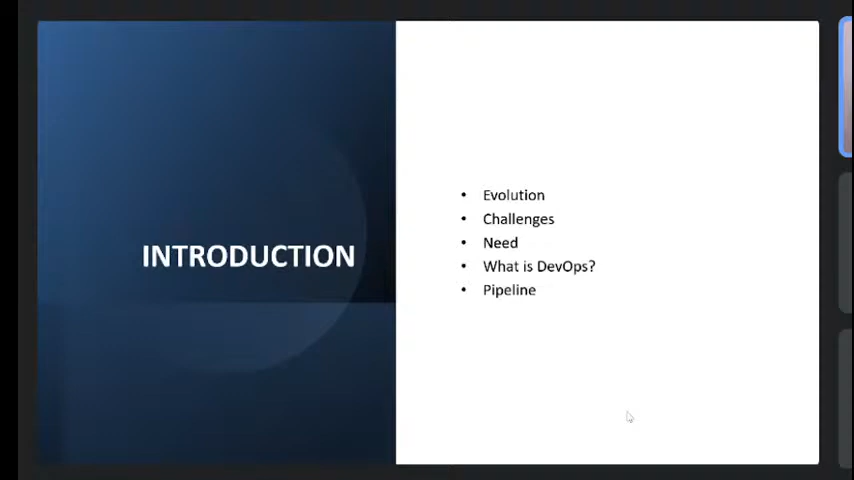 INTRODUCTION
• Evolution
• Challenges
• Need
• What is DevOps?
• Pipeline